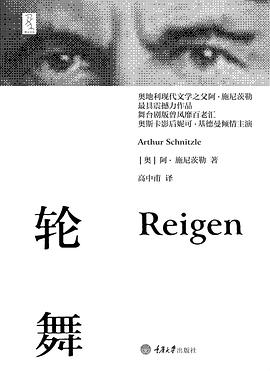 奥地利现代文学之父阿·施尼茨勒
最具震撼力作品
舞台剧版曾风靡百老汇
奥斯卡影后妮可·基德曼倾情主演
Arthur Schnitzle
[奥] 阿·施尼茨勒 著
轮 Reigen
高中甫 译
舞
重庆大学出版社